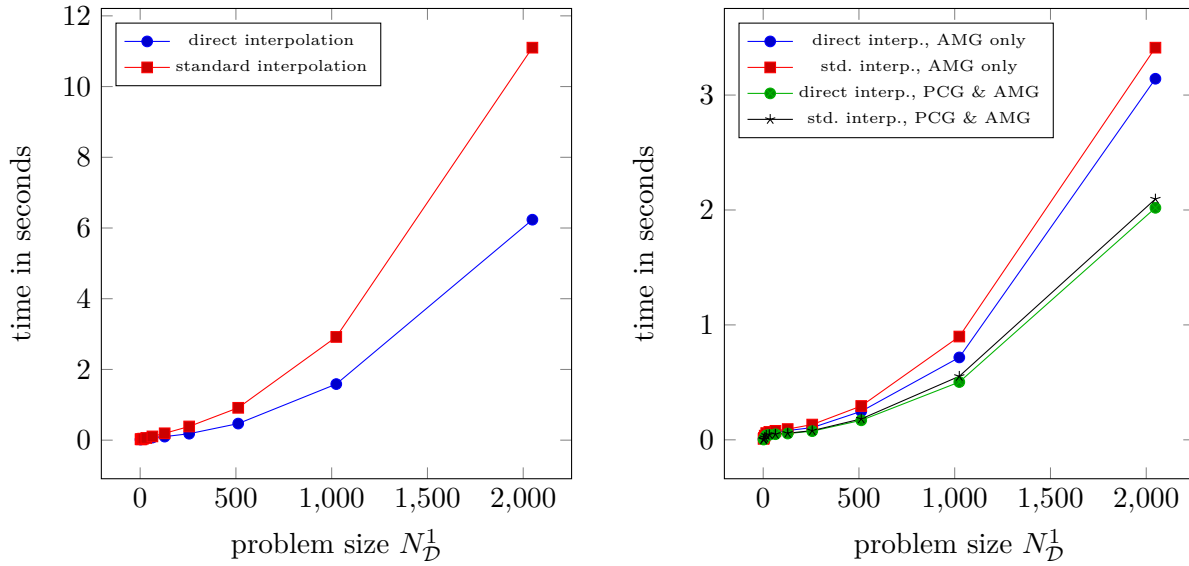 direct interpolation
standard interpolation
12
10
8
6
4
2
0
0
500
1,000
1,500
2,000
time in seconds
problem size $N_{\mathcal{D}}^{1}$
direct interp., AMG only
std. interp., AMG only
direct interp., PCG & AMG
std. interp., PCG & AMG
3
2
1
0
0
500
1,000
1,500
2,000
time in seconds
problem size $N_{\mathcal{D}}^{1}$